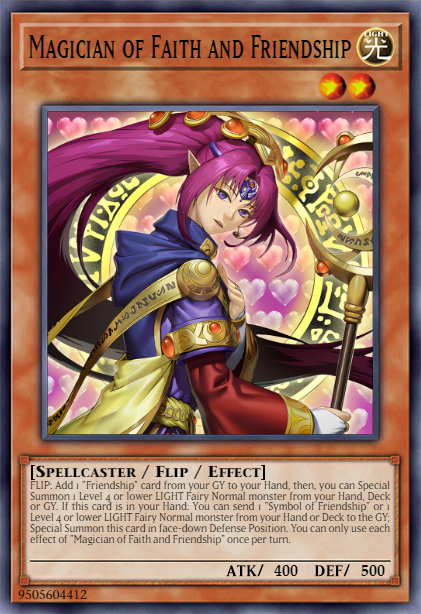 Magician of Faith and Friendship
LIGHT
光
[Spellcaster / Flip / Effect]
FLIP: Add 1 "Friendship" card from your GY to your Hand, then, you can Special
Summon 1 Level 4 or lower LIGHT Fairy Normal monster from your Hand, Deck
or GY. If this card is in your Hand: You can send 1 "Symbol of Friendship" or 1
Level 4 or lower LIGHT Fairy Normal monster from your Hand or Deck to the GY;
Special Summon this card in face-down Defense Position. You can only use each
effect of "Magician of Faith and Friendship" once per turn.
ATK/ 400 DEF/ 500
9505604412